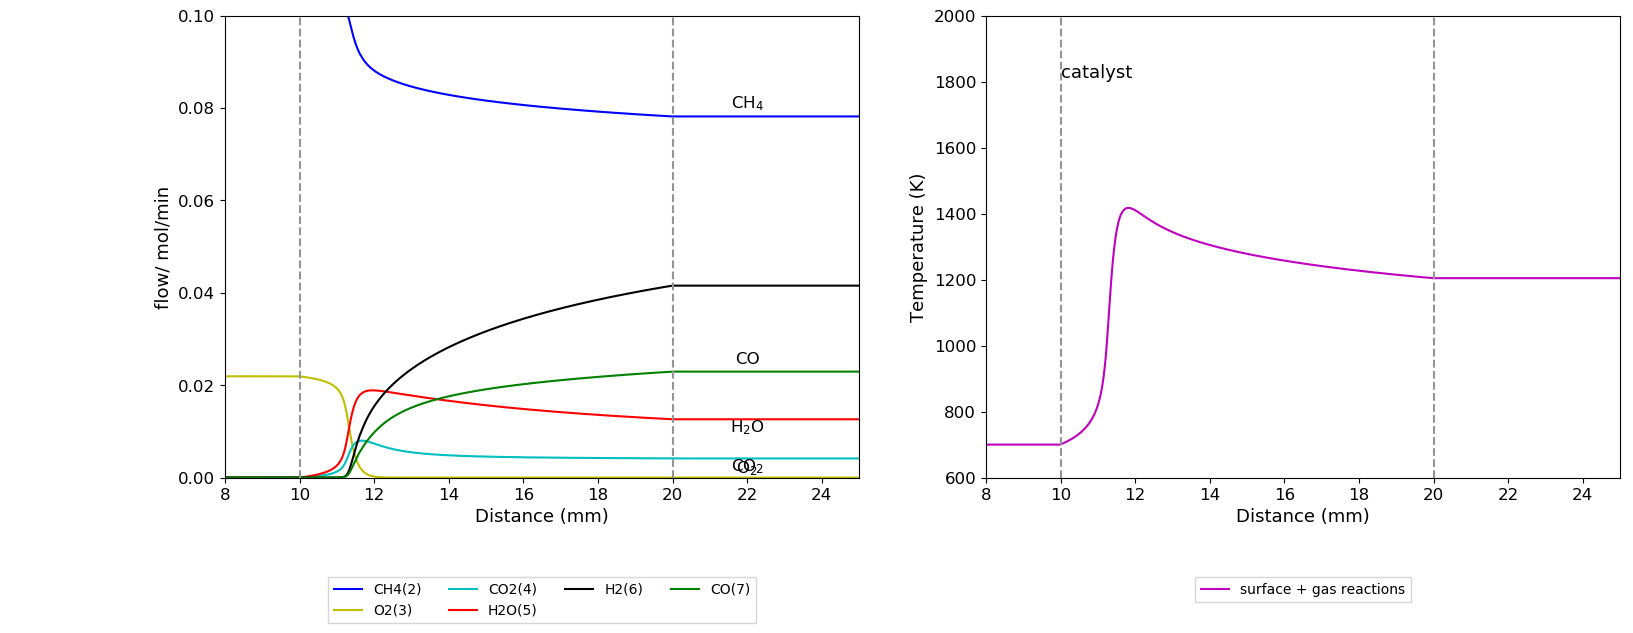 0.10
0.08
0.06
0.04
0.02
0.00
flow/ mol/min
CH₄
CO
H₂O
CO₂
O₂
8 10 12 14 16 18 20 22 24
Distance (mm)
CH4(2) CO2(4) H2(6) CO(7)
O2(3) H2O(5)
2000
1800
1600
1400
1200
1000
800
600
Temperature (K)
catalyst
8 10 12 14 16 18 20 22 24
Distance (mm)
surface + gas reactions